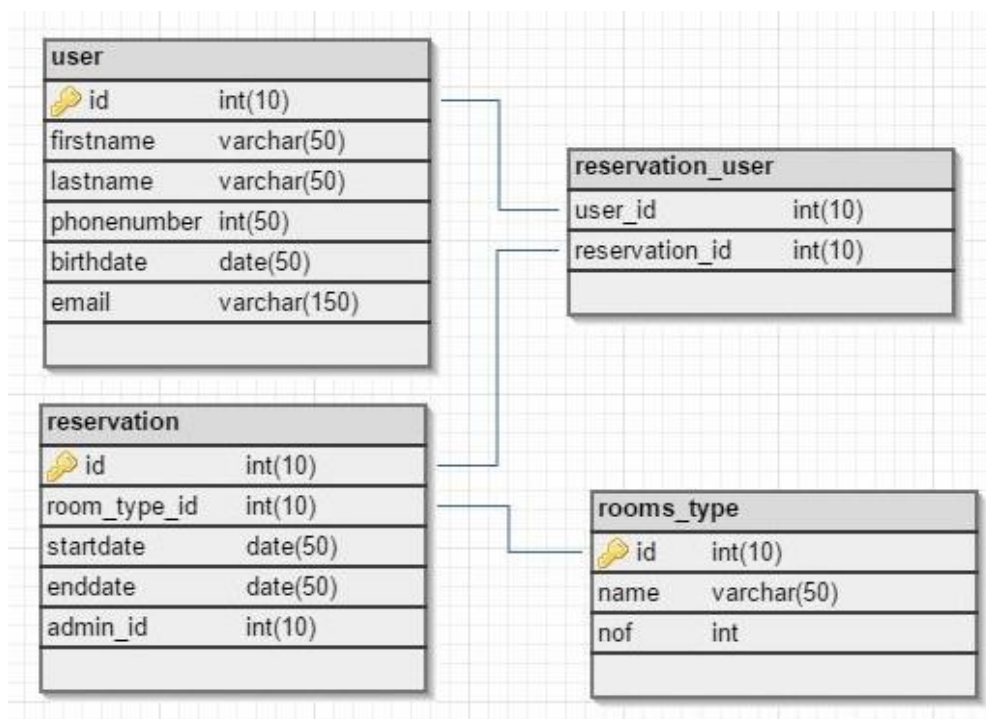 user
id int(10)
firstname varchar(50)
lastname varchar(50)
phonenumber int(50)
birthdate date(50)
email varchar(150)
reservation_user
user_id int(10)
reservation_id int(10)
reservation
id int(10)
room_type_id int(10)
startdate date(50)
enddate date(50)
admin_id int(10)
rooms_type
id int(10)
name varchar(50)
nof int